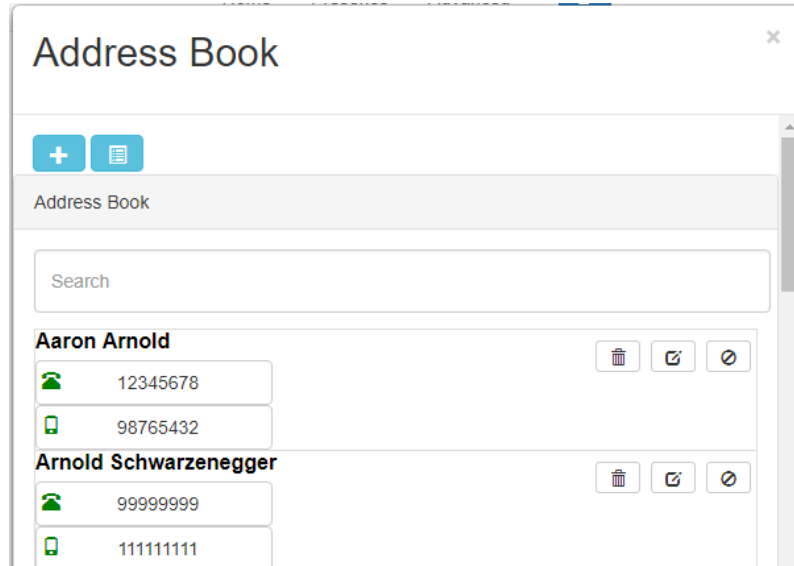 Address Book
Address Book
Search
Aaron Arnold
12345678
98765432
Arnold Schwarzenegger
99999999
111111111